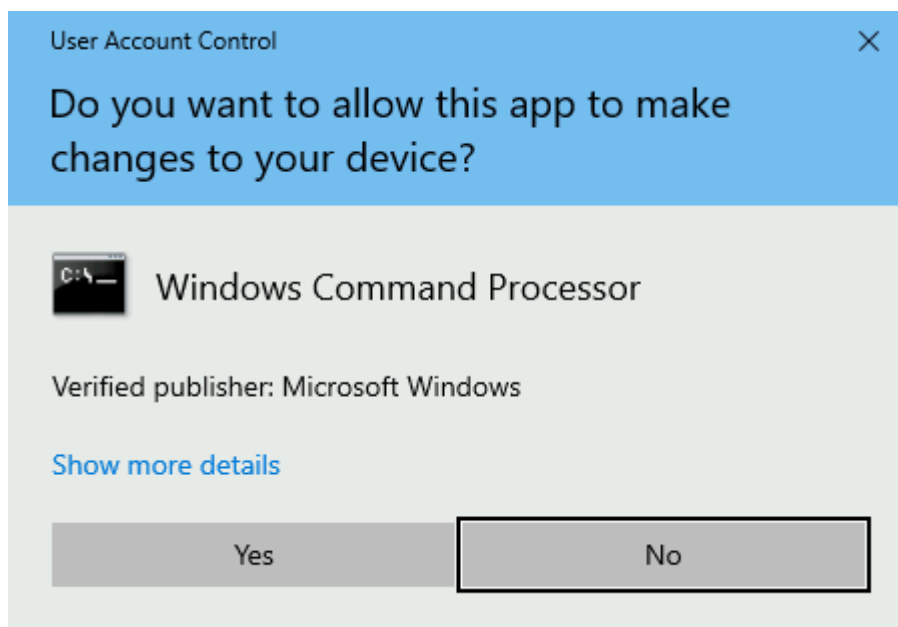 User Account Control
Do you want to allow this app to make
changes to your device?
C:\_
Windows Command Processor
Verified publisher: Microsoft Windows
Show more details
Yes
No